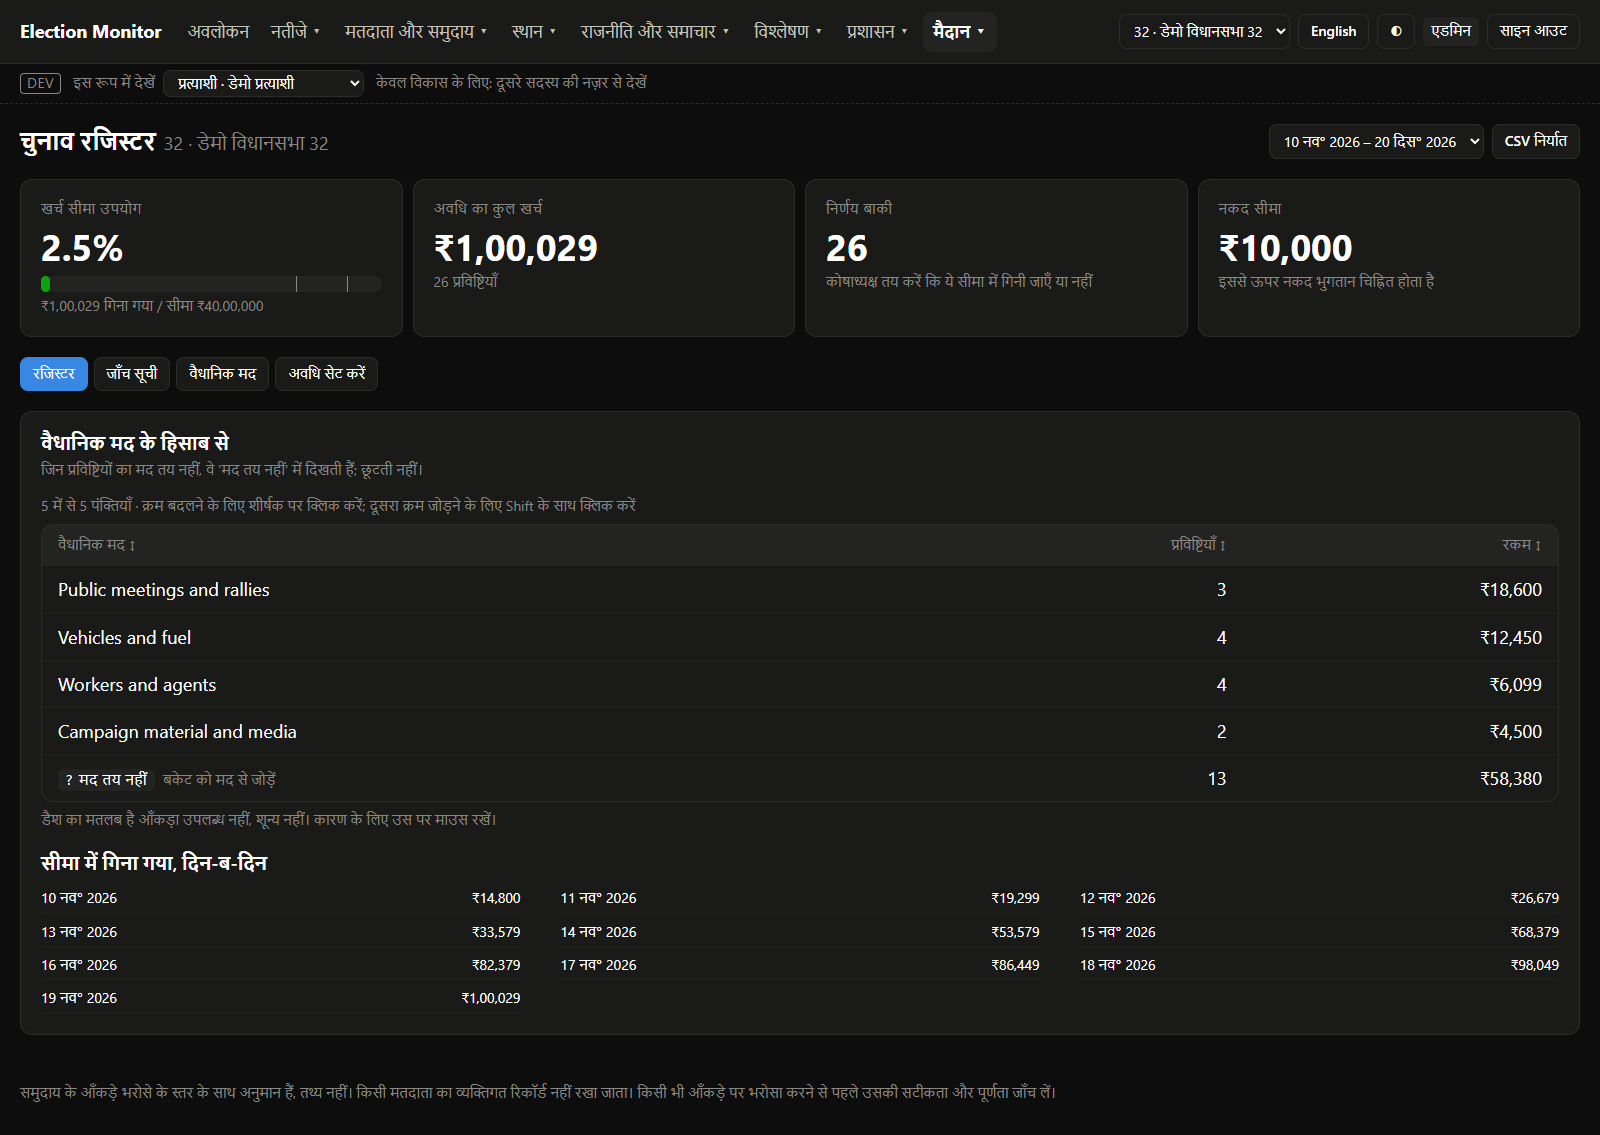 Election Monitor अवलोकन नतीजे ▾ मतदाता और समुदाय ▾ स्थान ▾ राजनीति और समाचार ▾ विश्लेषण ▾ प्रशासन ▾ मैदान ▾ 32 · डेमो विधानसभा 32 English एडमिन साइन आउट
DEV इस रूप में देखें प्रत्याशी · डेमो प्रत्याशी केवल विकास के लिए: दूसरे सदस्य की नज़र से देखें
चुनाव रजिस्टर 32 · डेमो विधानसभा 32 10 नव° 2026 – 20 दिस° 2026 CSV निर्यात
खर्च सीमा उपयोग
2.5%
₹1,00,029 गिना गया / सीमा ₹40,00,000
अवधि का कुल खर्च
₹1,00,029
26 प्रविष्टियाँ
निर्णय बाकी
26
कोषाध्यक्ष तय करें कि ये सीमा में गिनी जाएँ या नहीं
नकद सीमा
₹10,000
इससे ऊपर नकद भुगतान चिह्नित होता है
रजिस्टर जाँच सूची वैधानिक मद अवधि सेट करें
वैधानिक मद के हिसाब से
जिन प्रविष्टियों का मद तय नहीं, वे 'मद तय नहीं' में दिखती हैं; छूटती नहीं।
5 में से 5 पंक्तियाँ · क्रम बदलने के लिए शीर्षक पर क्लिक करें; दूसरा क्रम जोड़ने के लिए Shift के साथ क्लिक करें
वैधानिक मद ↕ प्रविष्टियाँ ↕ रकम ↕
Public meetings and rallies 3 ₹18,600
Vehicles and fuel 4 ₹12,450
Workers and agents 4 ₹6,099
Campaign material and media 2 ₹4,500
? मद तय नहीं बकेट को मद से जोड़ें 13 ₹58,380
डैश का मतलब है आँकड़ा उपलब्ध नहीं, शून्य नहीं। कारण के लिए उस पर माउस रखें।
सीमा में गिना गया, दिन-ब-दिन
10 नव° 2026 ₹14,800 11 नव° 2026 ₹19,299 12 नव° 2026 ₹26,679
13 नव° 2026 ₹33,579 14 नव° 2026 ₹53,579 15 नव° 2026 ₹68,379
16 नव° 2026 ₹82,379 17 नव° 2026 ₹86,449 18 नव° 2026 ₹98,049
19 नव° 2026 ₹1,00,029
समुदाय के आँकड़े भरोसे के स्तर के साथ अनुमान हैं, तथ्य नहीं। किसी मतदाता का व्यक्तिगत रिकॉर्ड नहीं रखा जाता। किसी भी आँकड़े पर भरोसा करने से पहले उसकी सटीकता और पूर्णता जाँच लें।